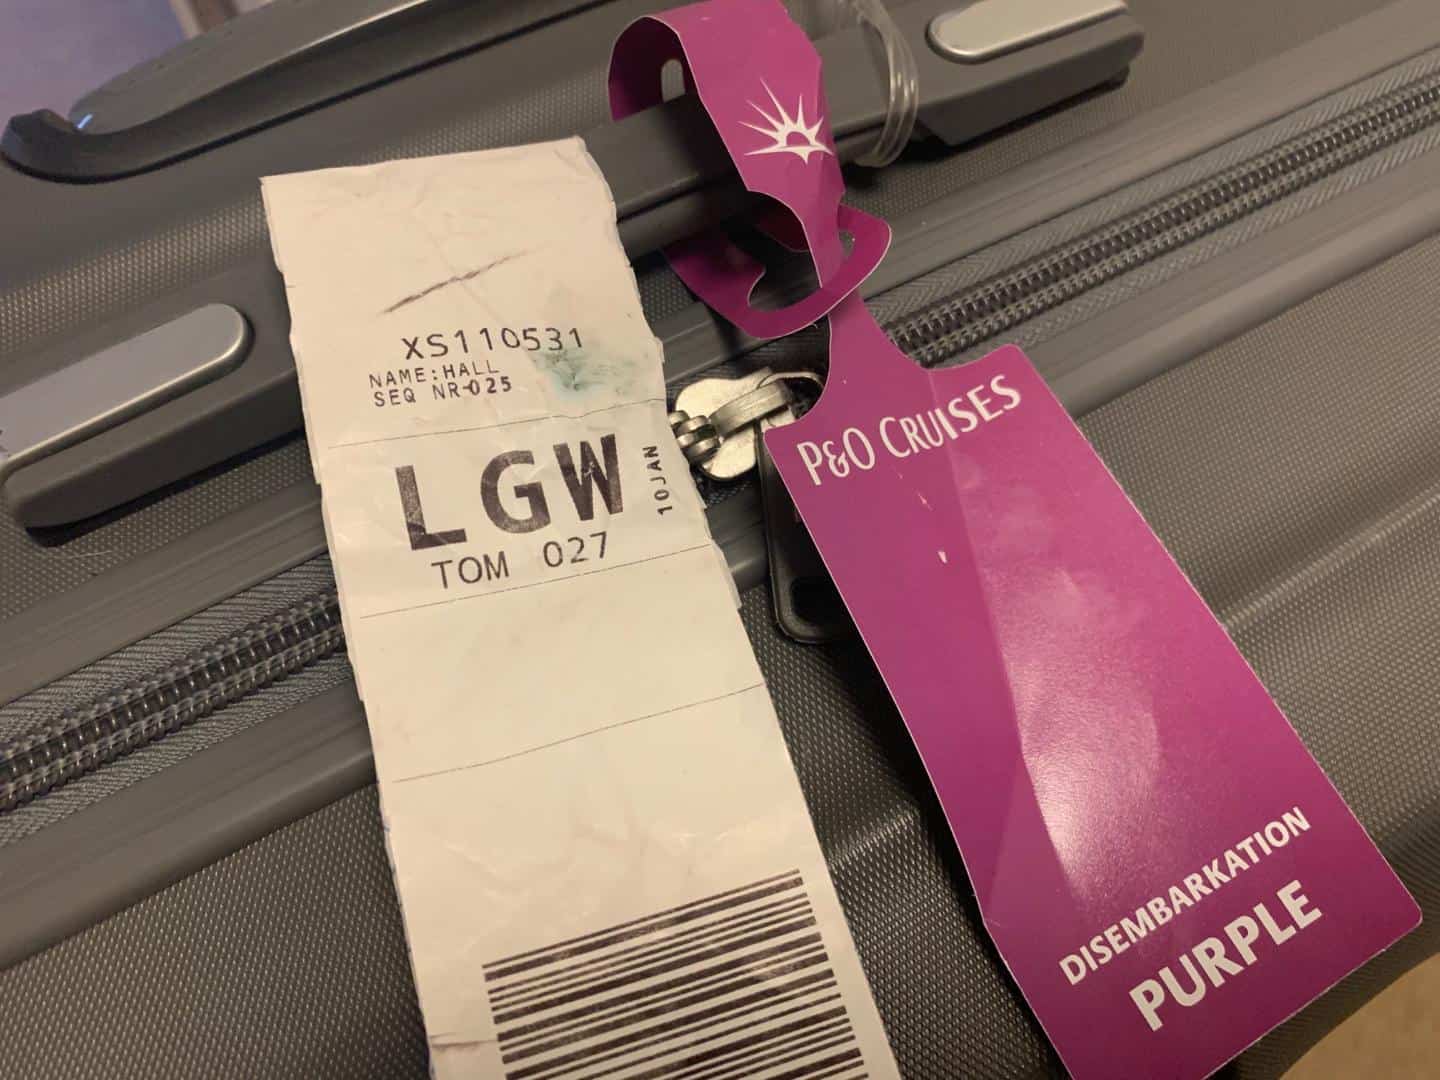 XS110531
NAME:HALL
SEQ NR-025
LGW
10JAN
TOM 027
P&O CRUISES
DISEMBARKATION
PURPLE